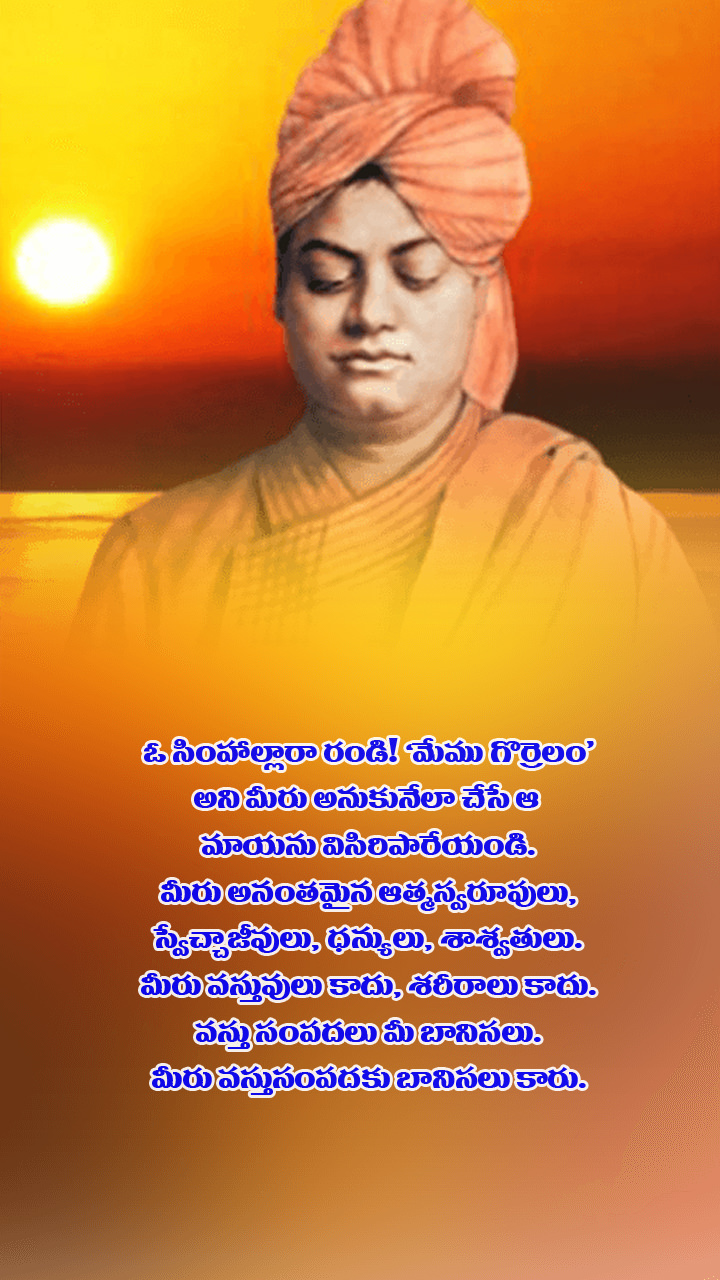 ఓ సింహాల్లారా రండి! ‘మేము గొర్రెలం’
అని మీరు అనుకునేలా చేసే ఆ
మాయను విసిరిపారేయండి.
మీరు అనంతమైన ఆత్మస్వరూపులు,
స్వేచ్చాజీవులు, ధన్యులు, శాశ్వతులు.
మీరు వస్తువులు కాదు, శరీరాలు కాదు.
వస్తు సంపదలు మీ బానిసలు.
మీరు వస్తుసంపదకు బానిసలు కారు.